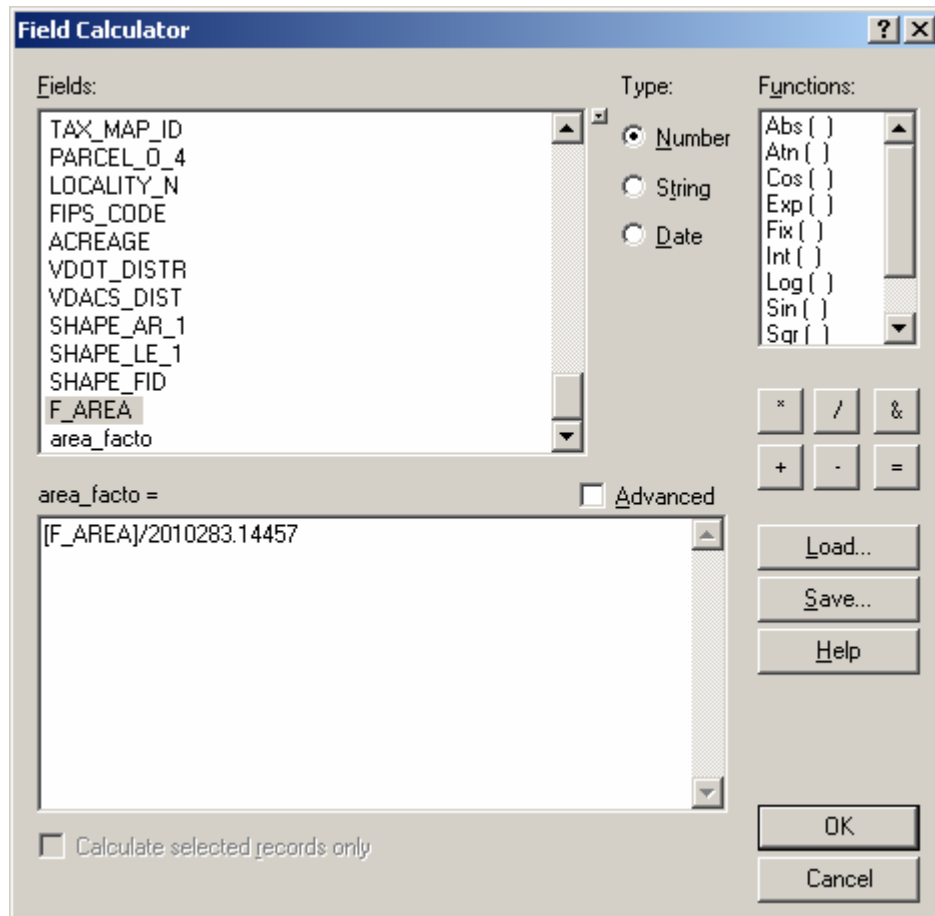 Field Calculator
? X
Fields:
TAX_MAP_ID
PARCEL_O_4
LOCALITY_N
FIPS_CODE
ACREAGE
VDOT_DISTR
VDACS_DIST
SHAPE_AR_1
SHAPE_LE_1
SHAPE_FID
F_AREA
area_facto
Type:
Number
String
Date
Functions:
Abs ( )
Atn ( )
Cos ( )
Exp ( )
Fix ( )
Int ( )
Log ( )
Sin ( )
Sqr ( )
* / &
+ - =
area_facto =
Advanced
[F_AREA]/2010283.14457
Load...
Save...
Help
Calculate selected records only
OK
Cancel